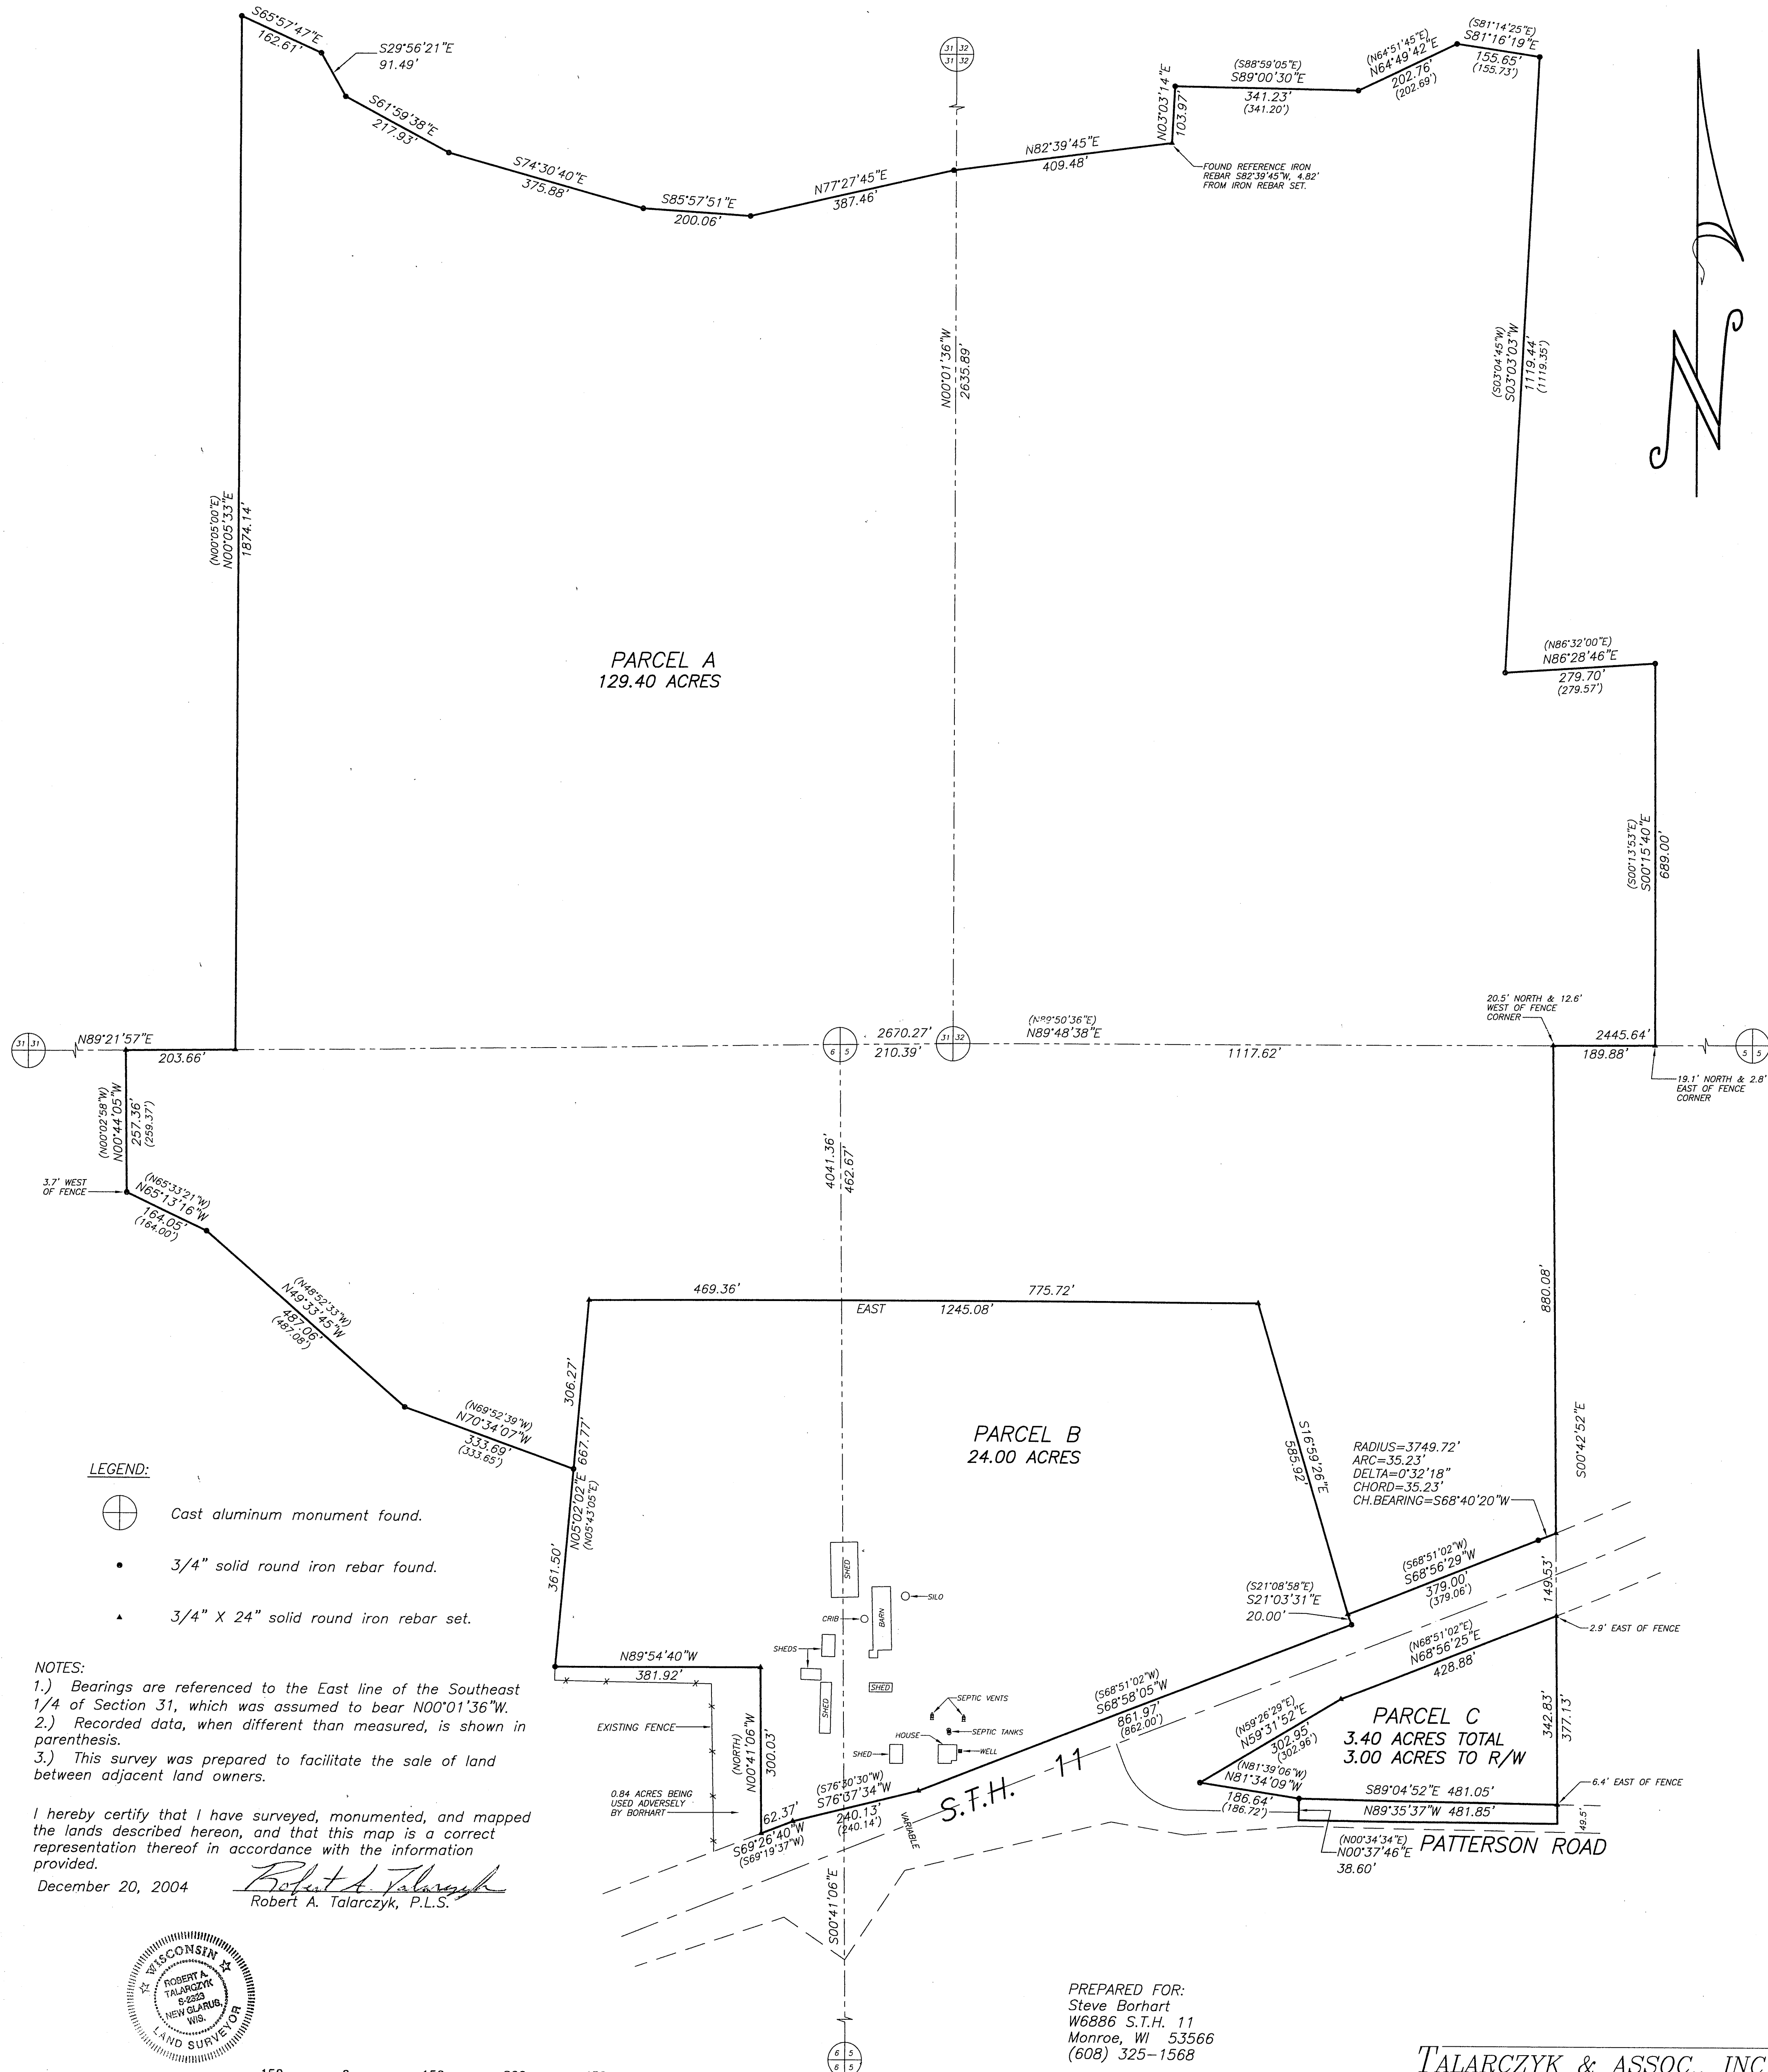 S65°57'47"E
162.61'
S29°56'21"E
91.49'
S61°59'38"E
217.93'
S74°30'40"E
375.88'
S85°57'51"E
200.06'
N77°27'45"E
387.46'
31 32
31 32
N82°39'45"E
409.48'
N03°03'14"E
103.97'
FOUND REFERENCE IRON
REBAR S82°39'45"W, 4.82'
FROM IRON REBAR SET.
(S88°59'05"E)
S89°00'30"E
341.23'
(341.20')
(N64°51'45"E)
N64°49'42"E
202.76'
(202.69')
(S81°14'25"E)
S81°16'19"E
155.65'
(155.73')
N
(S03°04'45"W)
S03°03'03"W
1119.44'
(1119.35')
N00°01'36"W
2635.89'
(N00°05'00"E)
N00°05'33"E
1874.14'
PARCEL A
129.40 ACRES
(N86°32'00"E)
N86°28'46"E
279.70'
(279.57')
(S00°13'53"E)
S00°15'40"E
689.00'
20.5' NORTH & 12.6'
WEST OF FENCE
CORNER
31 31
N89°21'57"E
203.66'
6 5
2670.27'
210.39'
31 32
(N89°50'36"E)
N89°48'38"E
1117.62'
2445.64'
189.88'
5 5
19.1' NORTH & 2.8'
EAST OF FENCE
CORNER
(N00°02'58"W)
N00°44'05"W
257.36'
(259.37')
3.7' WEST
OF FENCE
(N65°33'21"W)
N65°13'16"W
164.05'
(164.00')
4041.36'
462.67'
(N48°52'33"W)
N49°33'45"W
487.06'
(487.08')
469.36'
775.72'
EAST
1245.08'
880.08'
306.27'
(N69°52'39"W)
N70°34'07"W
333.69'
(333.65')
N05°02'02"E 667.77'
(N05°43'05"E)
361.50'
PARCEL B
24.00 ACRES
S16°59'26"E
585.92'
S00°42'52"E
RADIUS=3749.72'
ARC=35.23'
DELTA=0°32'18"
CHORD=35.23'
CH.BEARING=S68°40'20"W
LEGEND:
Cast aluminum monument found.
3/4" solid round iron rebar found.
3/4" X 24" solid round iron rebar set.
SHED
SILO
CRIB
BARN
SHEDS
SHED
SHED
SEPTIC VENTS
SEPTIC TANKS
HOUSE
WELL
SHED
(S21°08'58"E)
S21°03'31"E
20.00'
(S68°51'02"W)
S68°56'29"W
379.00'
(379.06')
149.53'
2.9' EAST OF FENCE
(N68°51'02"E)
N68°56'25"E
428.88'
N89°54'40"W
381.92'
EXISTING FENCE
(NORTH)
N00°41'06"W
300.03'
0.84 ACRES BEING
USED ADVERSELY
BY BORHART
(S68°51'02"W)
S68°58'05"W
861.97'
(862.00')
(S76°30'30"W)
S76°37'34"W
240.13'
(240.14')
62.37'
S69°26'40"W
(S69°19'37"W)
VARIABLE
S.T.H. 11
(N59°26'29"E)
N59°31'52"E
302.95'
(302.96')
PARCEL C
3.40 ACRES TOTAL
3.00 ACRES TO R/W
342.83'
377.13'
(N81°39'06"W)
N81°34'09"W
186.64'
(186.72')
S89°04'52"E 481.05'
N89°35'37"W 481.85'
6.4' EAST OF FENCE
49.5'
(N00°34'34"E)
N00°37'46"E
38.60'
PATTERSON ROAD
S00°41'06"E
NOTES:
1.) Bearings are referenced to the East line of the Southeast
1/4 of Section 31, which was assumed to bear N00°01'36"W.
2.) Recorded data, when different than measured, is shown in
parenthesis.
3.) This survey was prepared to facilitate the sale of land
between adjacent land owners.
I hereby certify that I have surveyed, monumented, and mapped
the lands described hereon, and that this map is a correct
representation thereof in accordance with the information
provided.
December 20, 2004
Robert A. Talarczyk
Robert A. Talarczyk, P.L.S.
WISCONSIN
ROBERT A.
TALARCZYK
S-2323
NEW GLARUS,
WIS.
LAND SURVEYOR
6 5
6 5
PREPARED FOR:
Steve Borhart
W6886 S.T.H. 11
Monroe, WI 53566
(608) 325-1568
TALARCZYK & ASSOC., INC